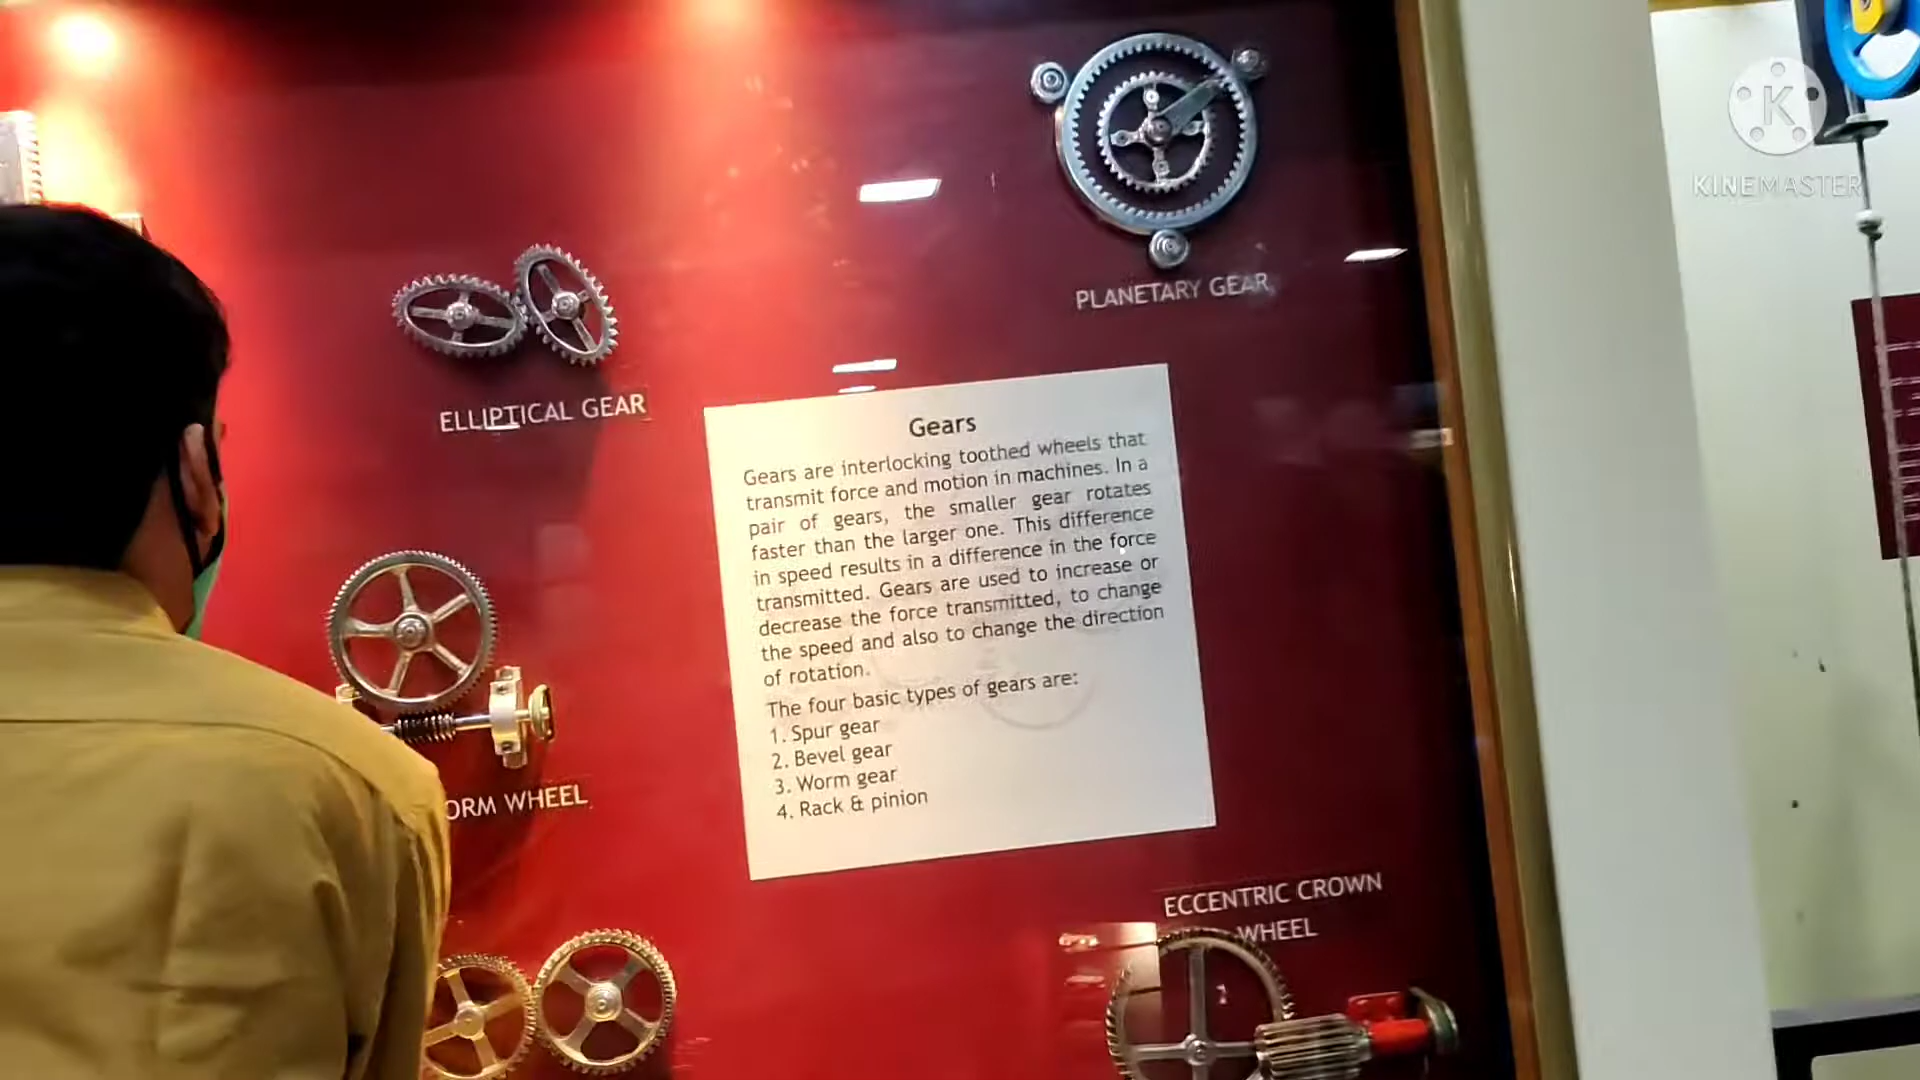 KINEMASTER
PLANETARY GEAR
ELLIPTICAL GEAR
Gears
Gears are interlocking toothed wheels that
transmit force and motion in machines. In a
pair of gears, the smaller gear rotates
faster than the larger one. This difference
in speed results in a difference in the force
transmitted. Gears are used to increase or
decrease the force transmitted, to change
the speed and also to change the direction
of rotation.
The four basic types of gears are:
1. Spur gear
2. Bevel gear
3. Worm gear
4. Rack & pinion
ORM WHEEL
ECCENTRIC CROWN
WHEEL